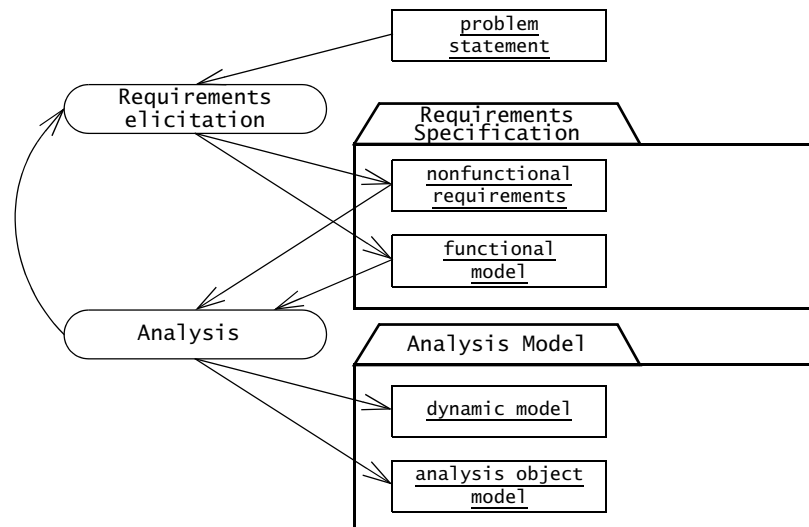 problem
statement
Requirements
elicitation
Requirements
Specification
nonfunctional
requirements
functional
model
Analysis
Analysis Model
dynamic model
analysis object
model